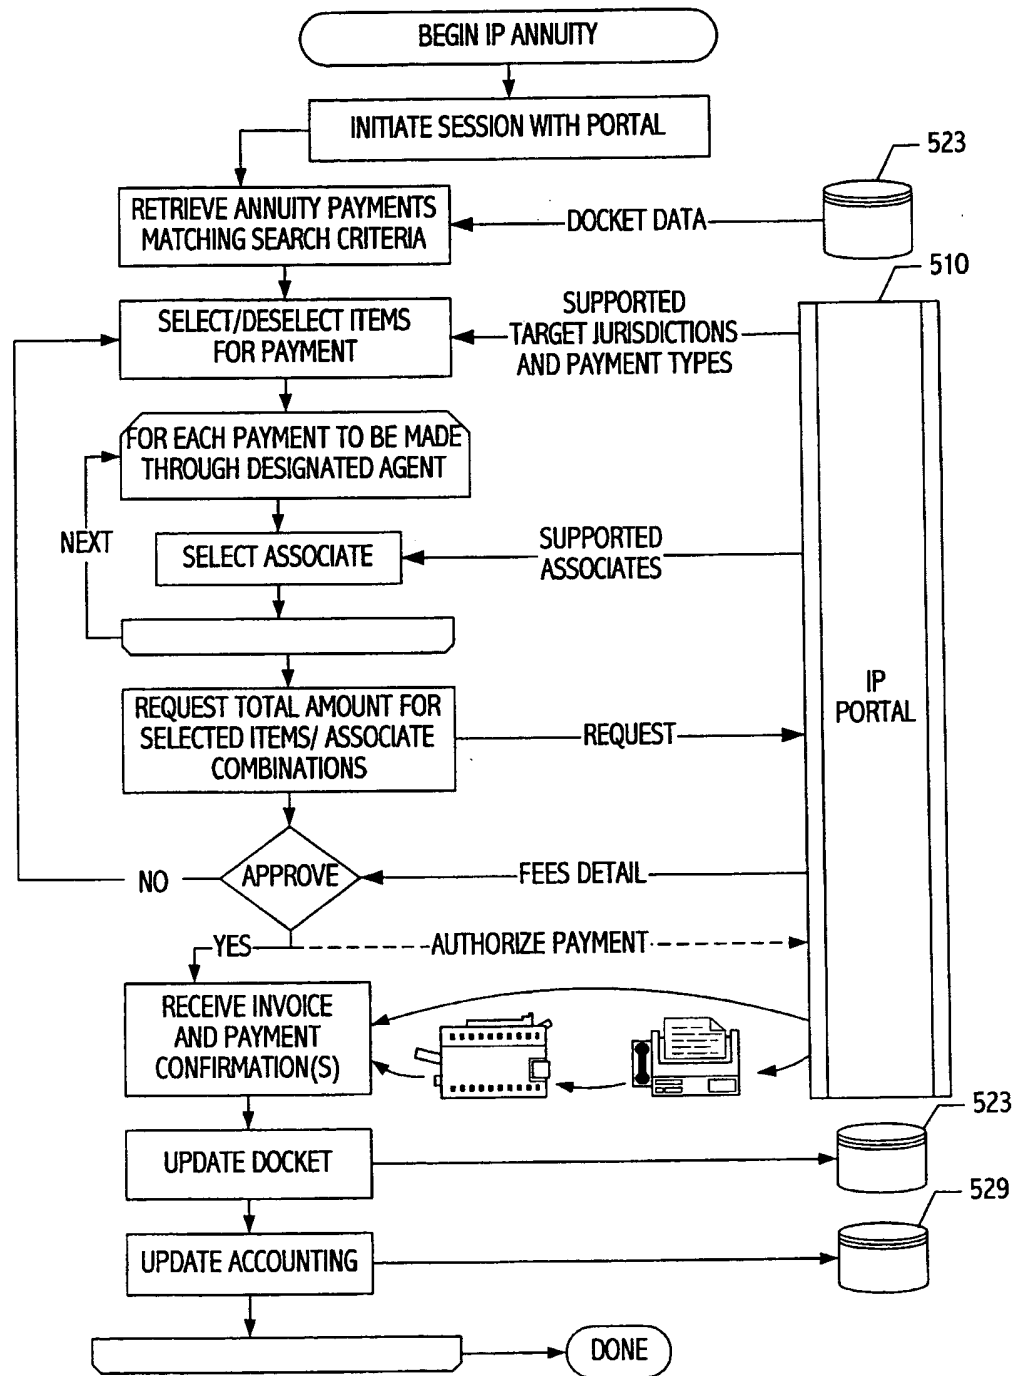 BEGIN IP ANNUITY
INITIATE SESSION WITH PORTAL
523
RETRIEVE ANNUITY PAYMENTS
MATCHING SEARCH CRITERIA
DOCKET DATA
510
SELECT/DESELECT ITEMS
FOR PAYMENT
SUPPORTED
TARGET JURISDICTIONS
AND PAYMENT TYPES
FOR EACH PAYMENT TO BE MADE
THROUGH DESIGNATED AGENT
NEXT
SELECT ASSOCIATE
SUPPORTED
ASSOCIATES
IP
PORTAL
REQUEST TOTAL AMOUNT FOR
SELECTED ITEMS/ ASSOCIATE
COMBINATIONS
REQUEST
NO
APPROVE
FEES DETAIL
YES
AUTHORIZE PAYMENT
RECEIVE INVOICE
AND PAYMENT
CONFIRMATION(S)
523
UPDATE DOCKET
529
UPDATE ACCOUNTING
DONE